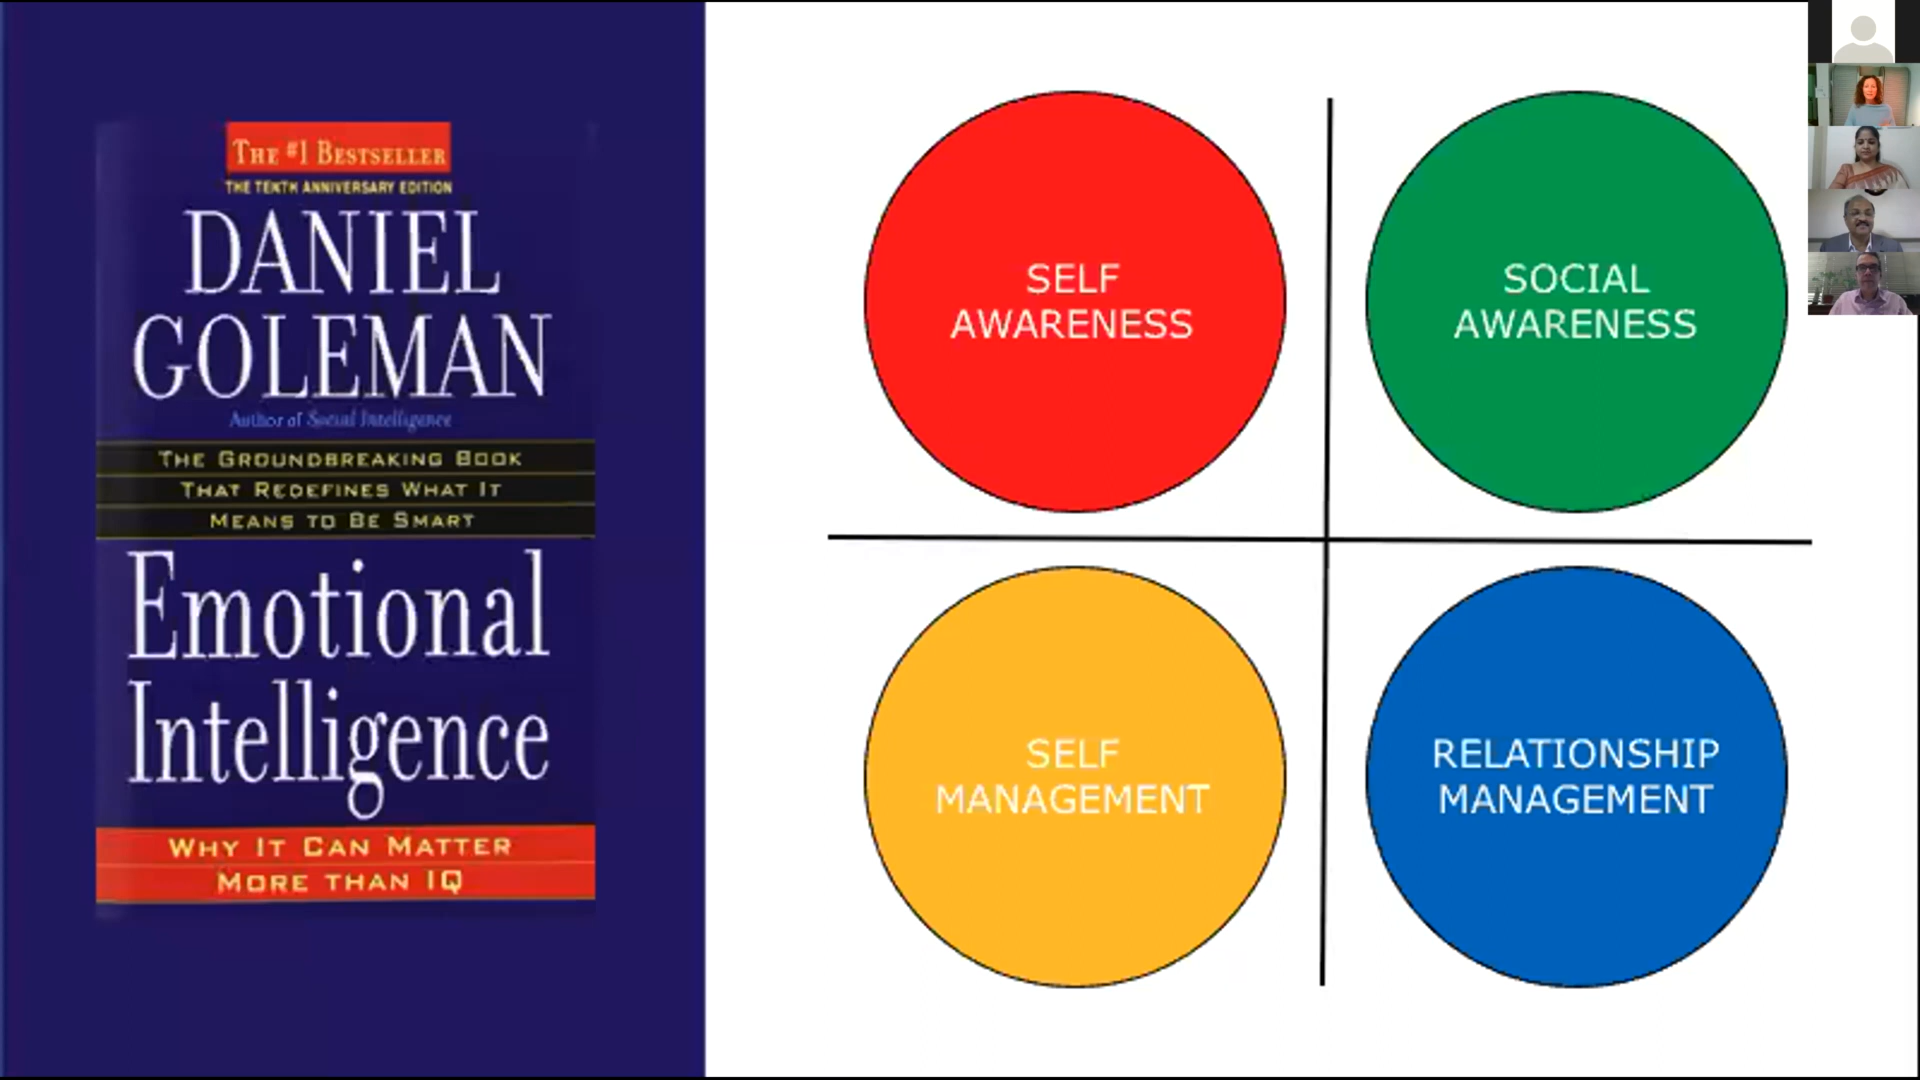 THE #1 BESTSELLER
THE TENTH ANNIVERSARY EDITION
DANIEL
GOLEMAN
Author of Social Intelligence
THE GROUNDBREAKING BOOK
THAT REDEFINES WHAT IT
MEANS TO BE SMART
Emotional
Intelligence
WHY IT CAN MATTER
MORE THAN IQ
SELF
AWARENESS
SOCIAL
AWARENESS
SELF
MANAGEMENT
RELATIONSHIP
MANAGEMENT